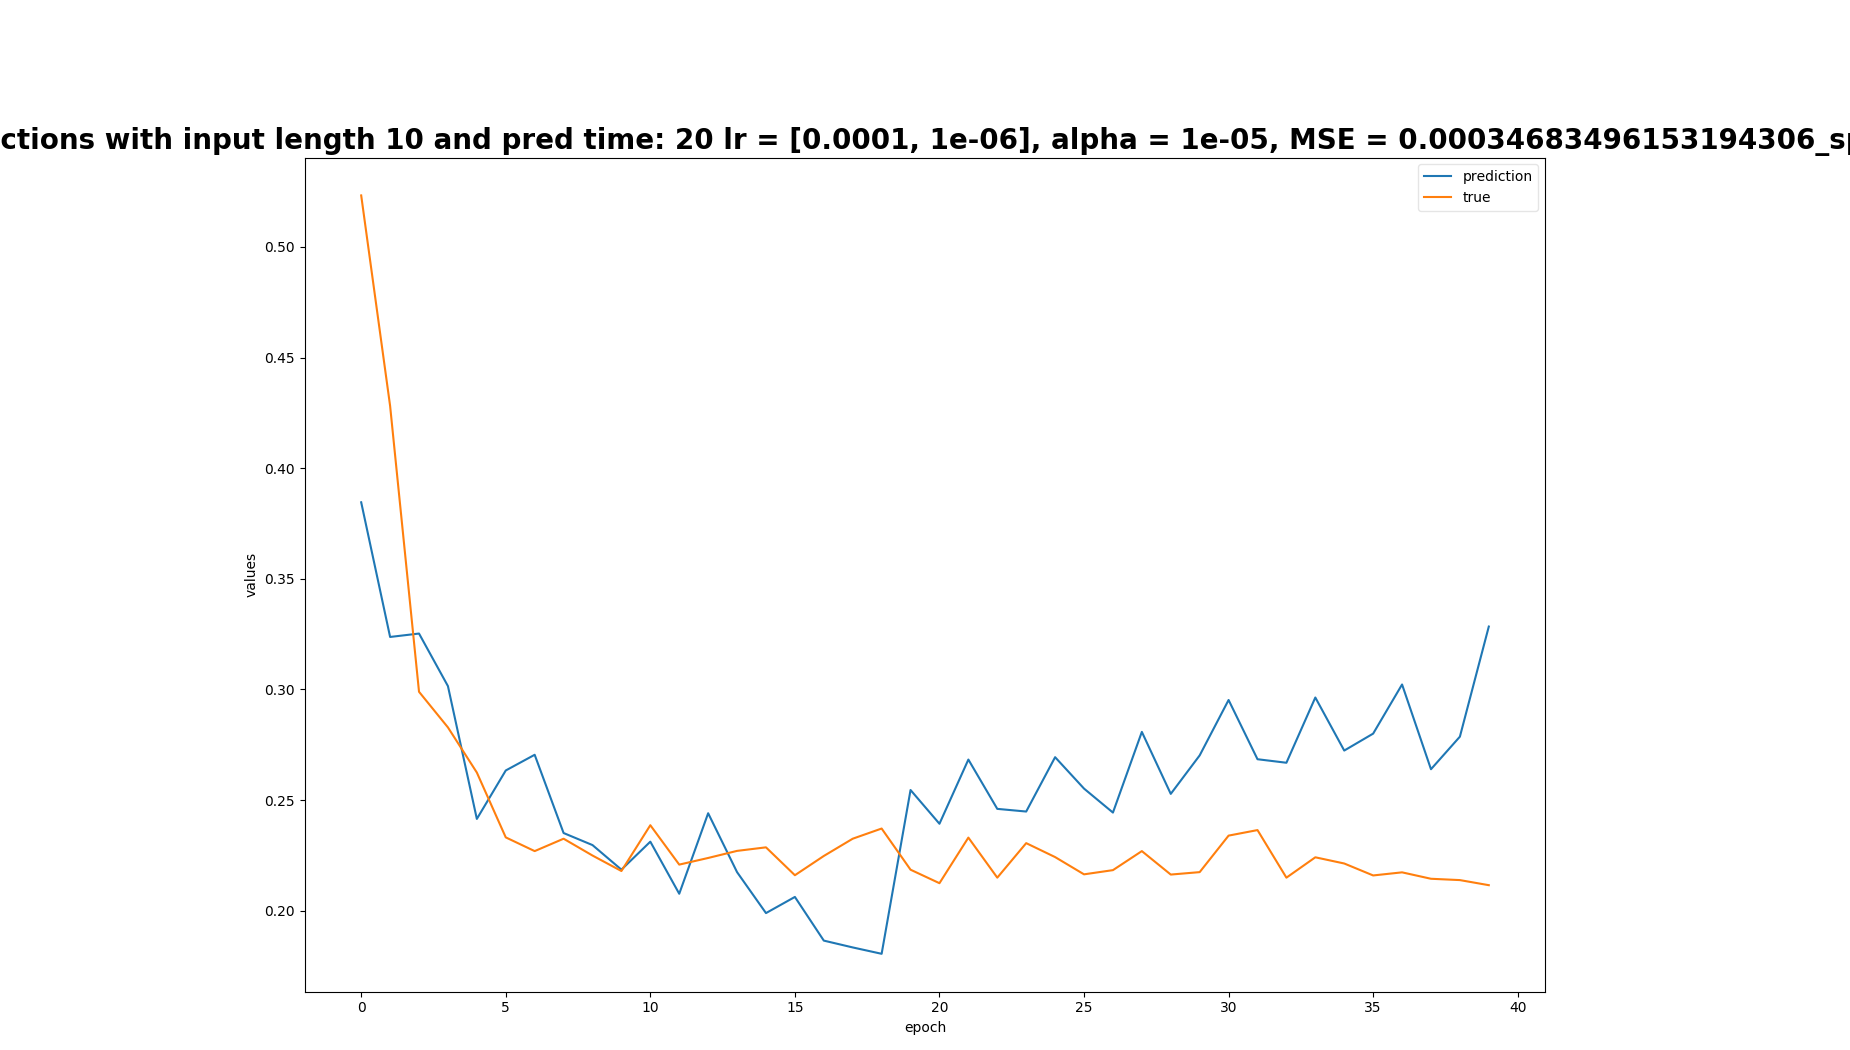 ctions with input length 10 and pred time: 20 lr = [0.0001, 1e-06], alpha = 1e-05, MSE = 0.00034683496153194306_sp
prediction
true
0.50
0.45
0.40
0.35
0.30
0.25
0.20
values
0 5 10 15 20 25 30 35 40
epoch